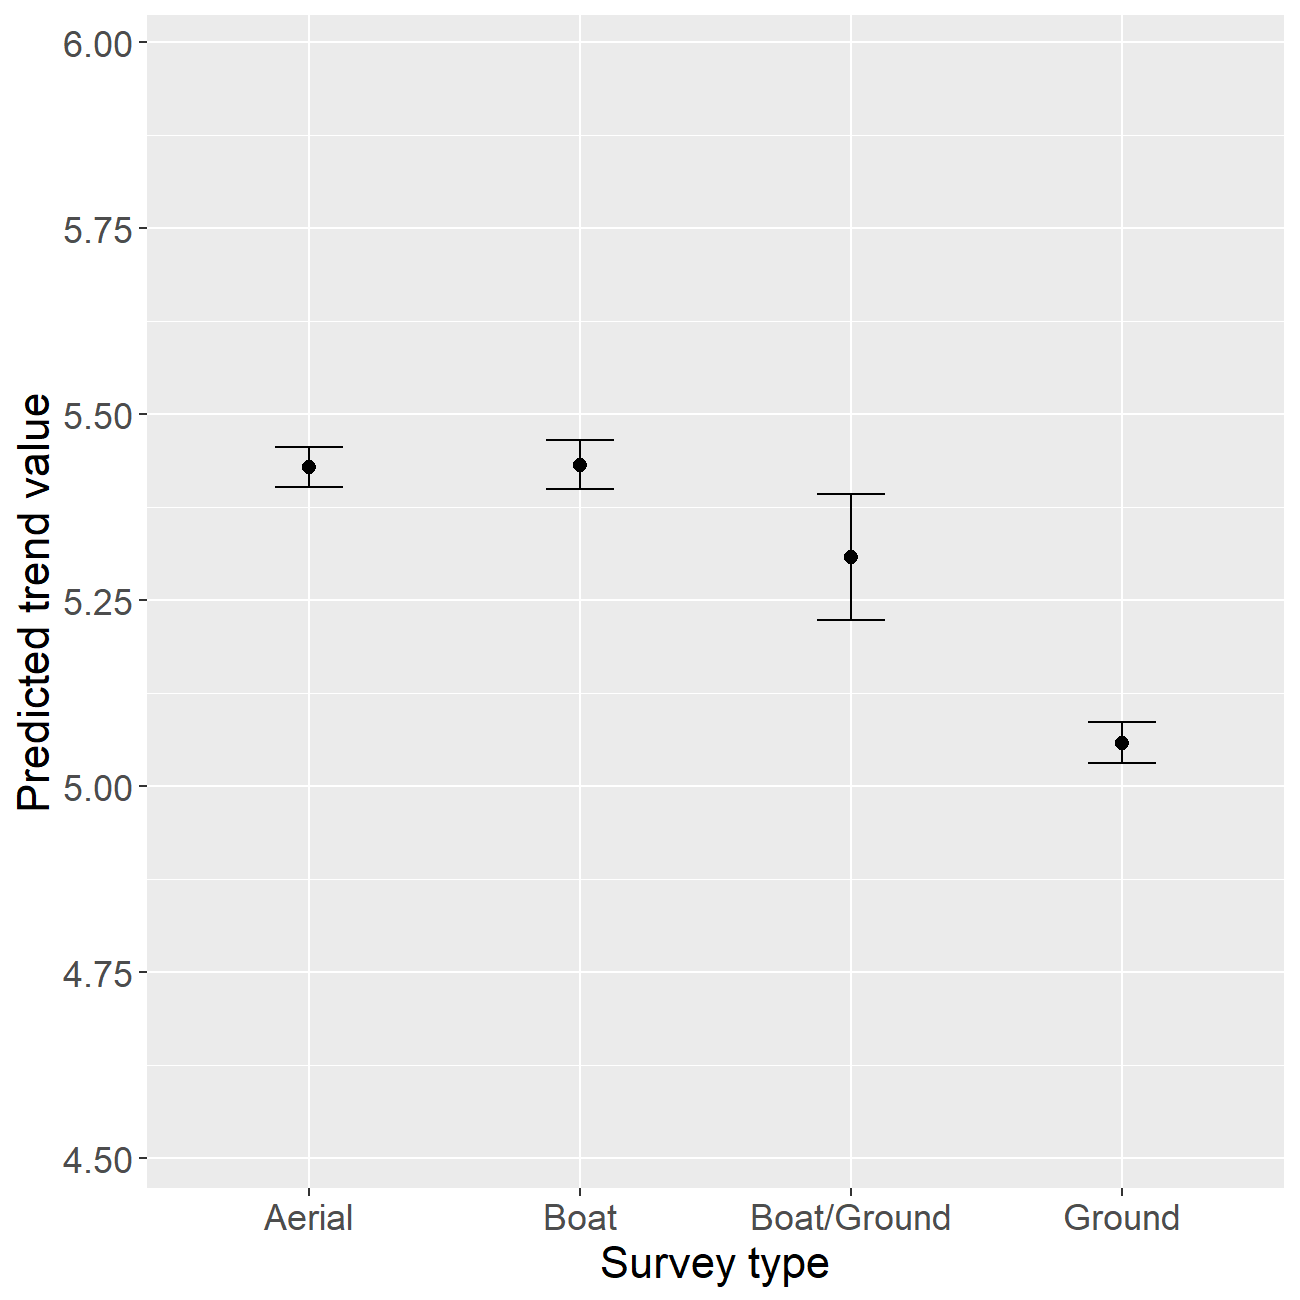 Predicted trend value
6.00
5.75
5.50
5.25
5.00
4.75
4.50
Aerial Boat Boat/Ground Ground
Survey type